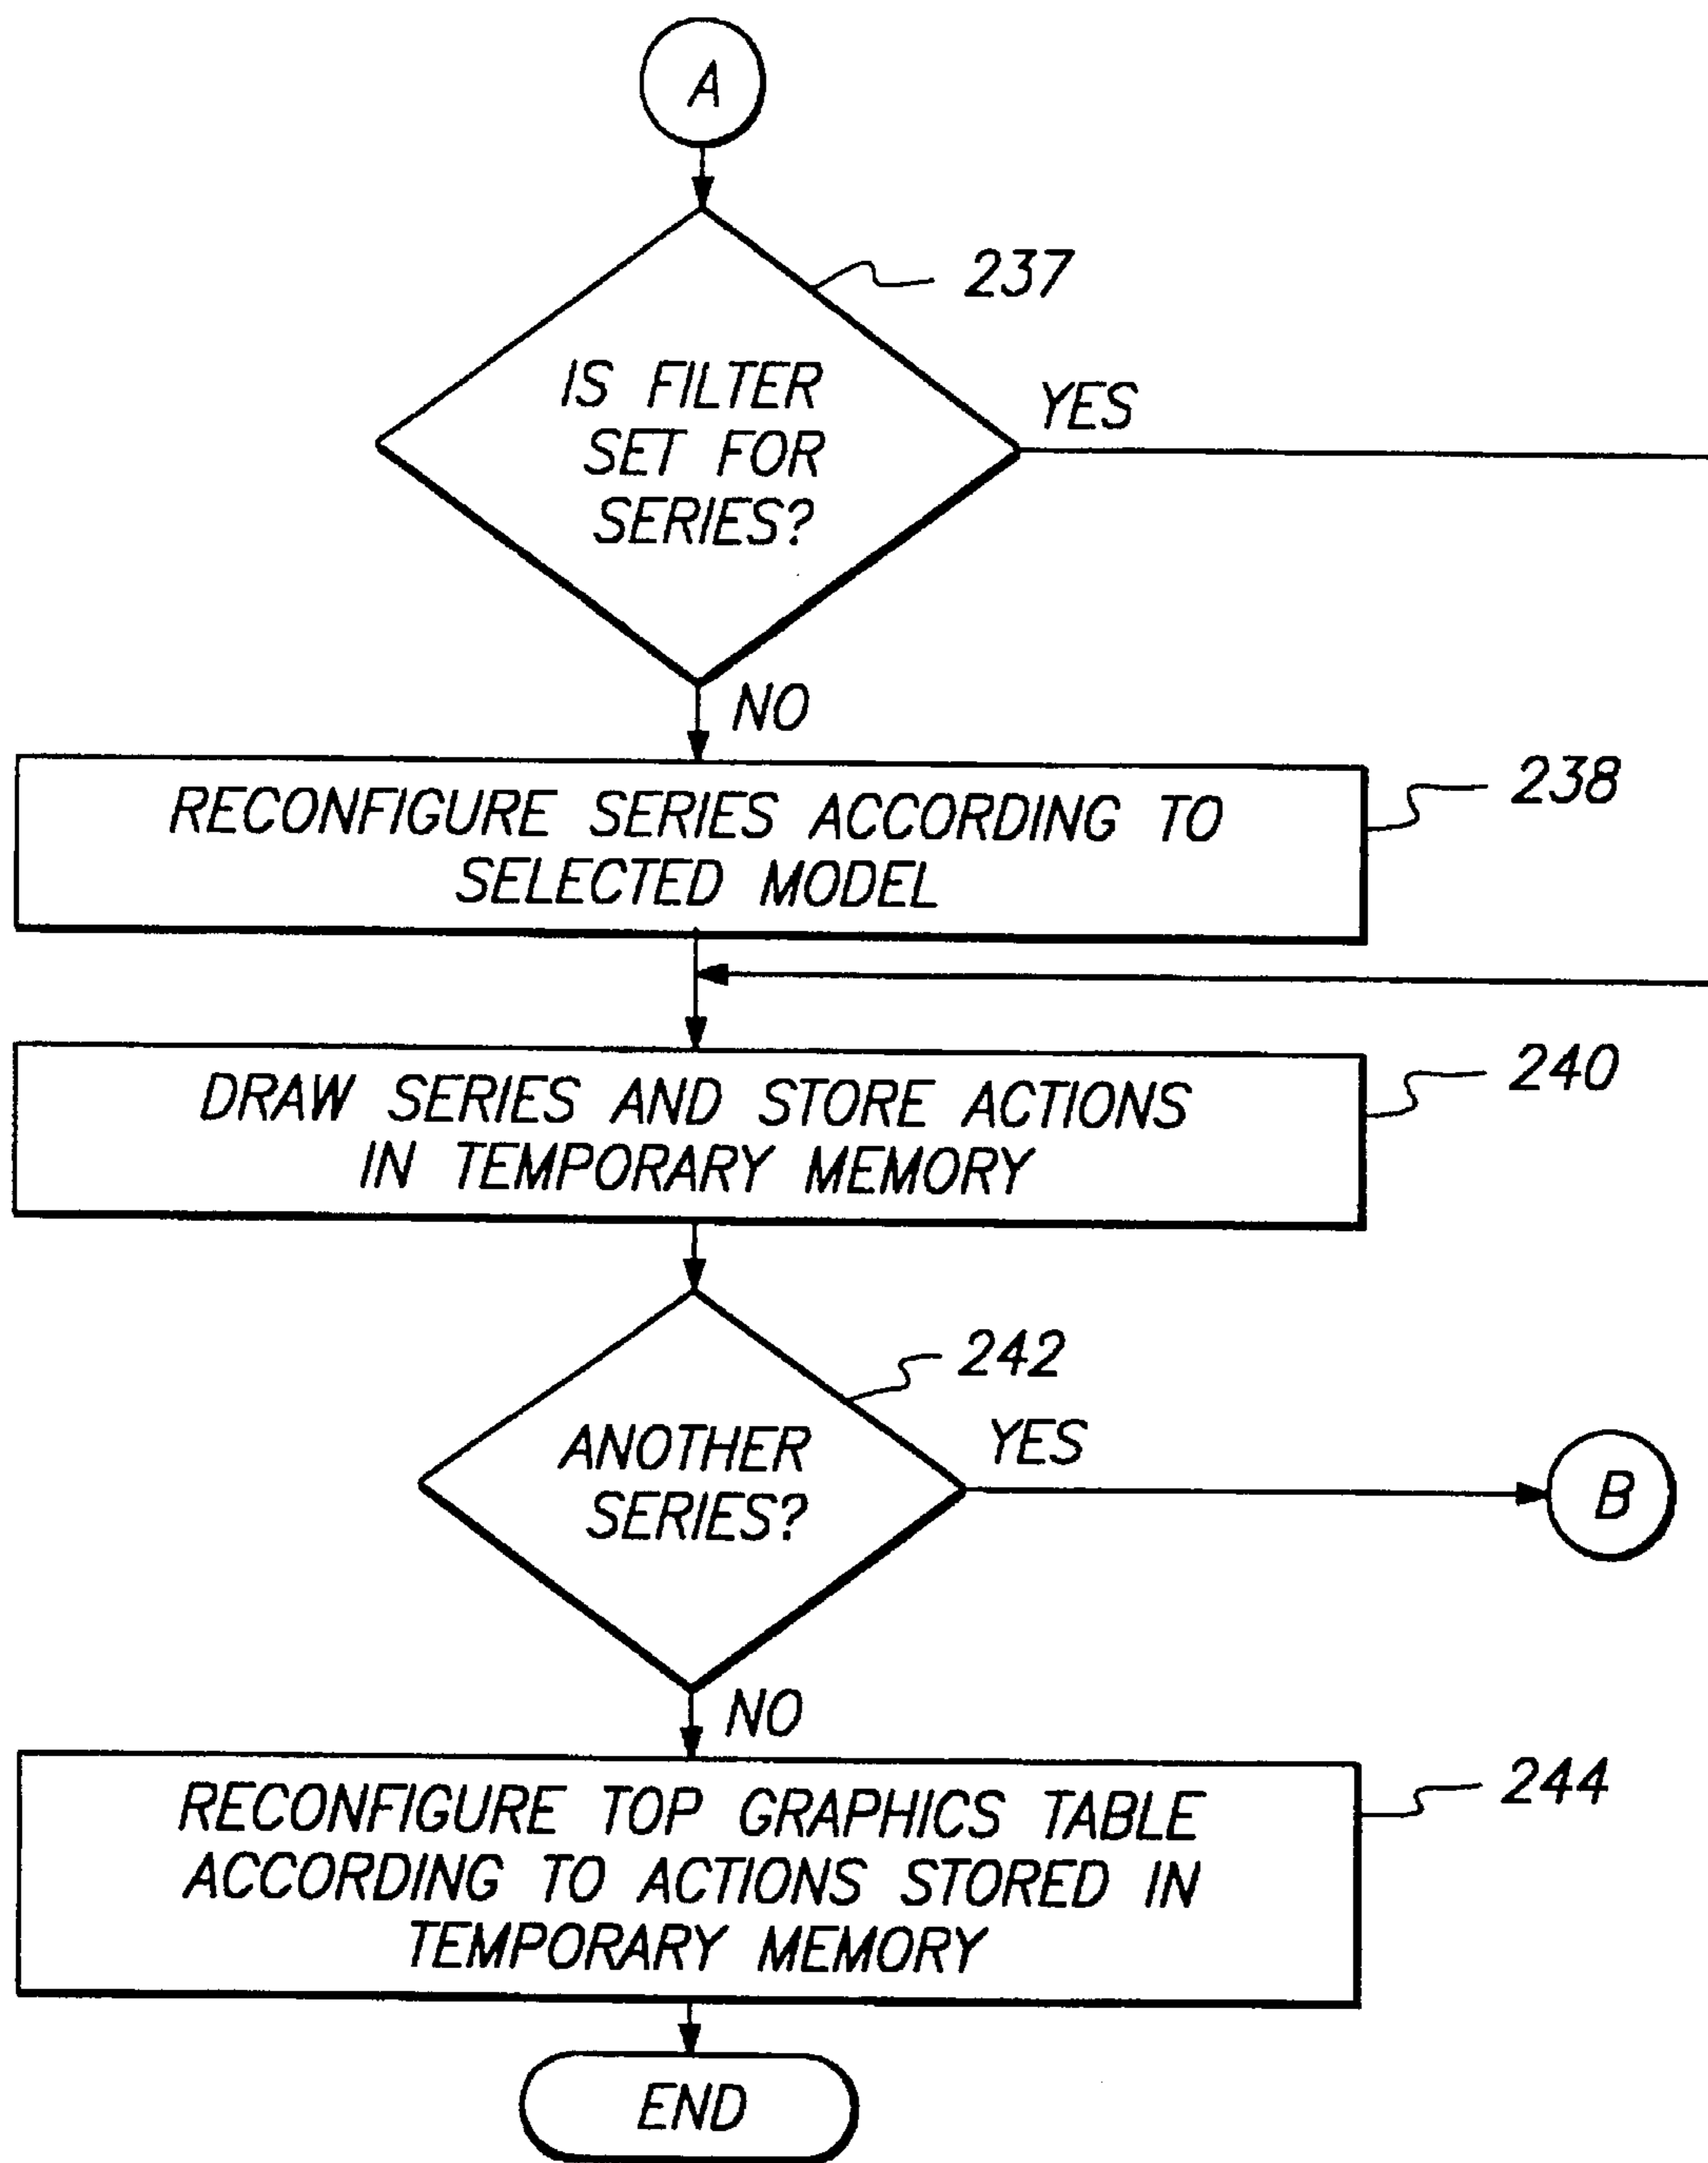 A
237
IS FILTER
SET FOR
SERIES?
YES
NO
238
RECONFIGURE SERIES ACCORDING TO
SELECTED MODEL
240
DRAW SERIES AND STORE ACTIONS
IN TEMPORARY MEMORY
242
ANOTHER
SERIES?
YES
B
NO
244
RECONFIGURE TOP GRAPHICS TABLE
ACCORDING TO ACTIONS STORED IN
TEMPORARY MEMORY
END